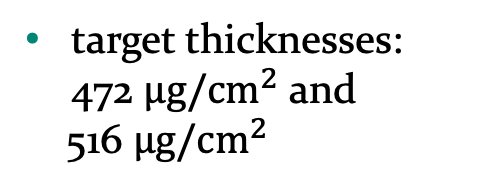 • target thicknesses:
472 µg/cm² and
516 µg/cm²